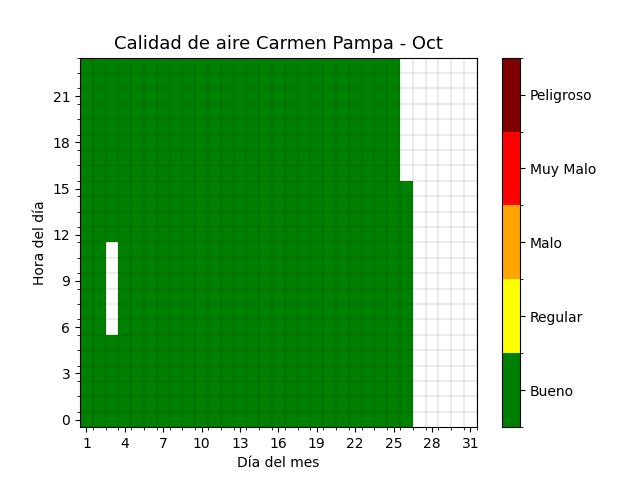 Calidad de aire Carmen Pampa - Oct
Hora del día
21
18
15
12
9
6
3
0
1 4 7 10 13 16 19 22 25 28 31
Día del mes
Peligroso
Muy Malo
Malo
Regular
Bueno